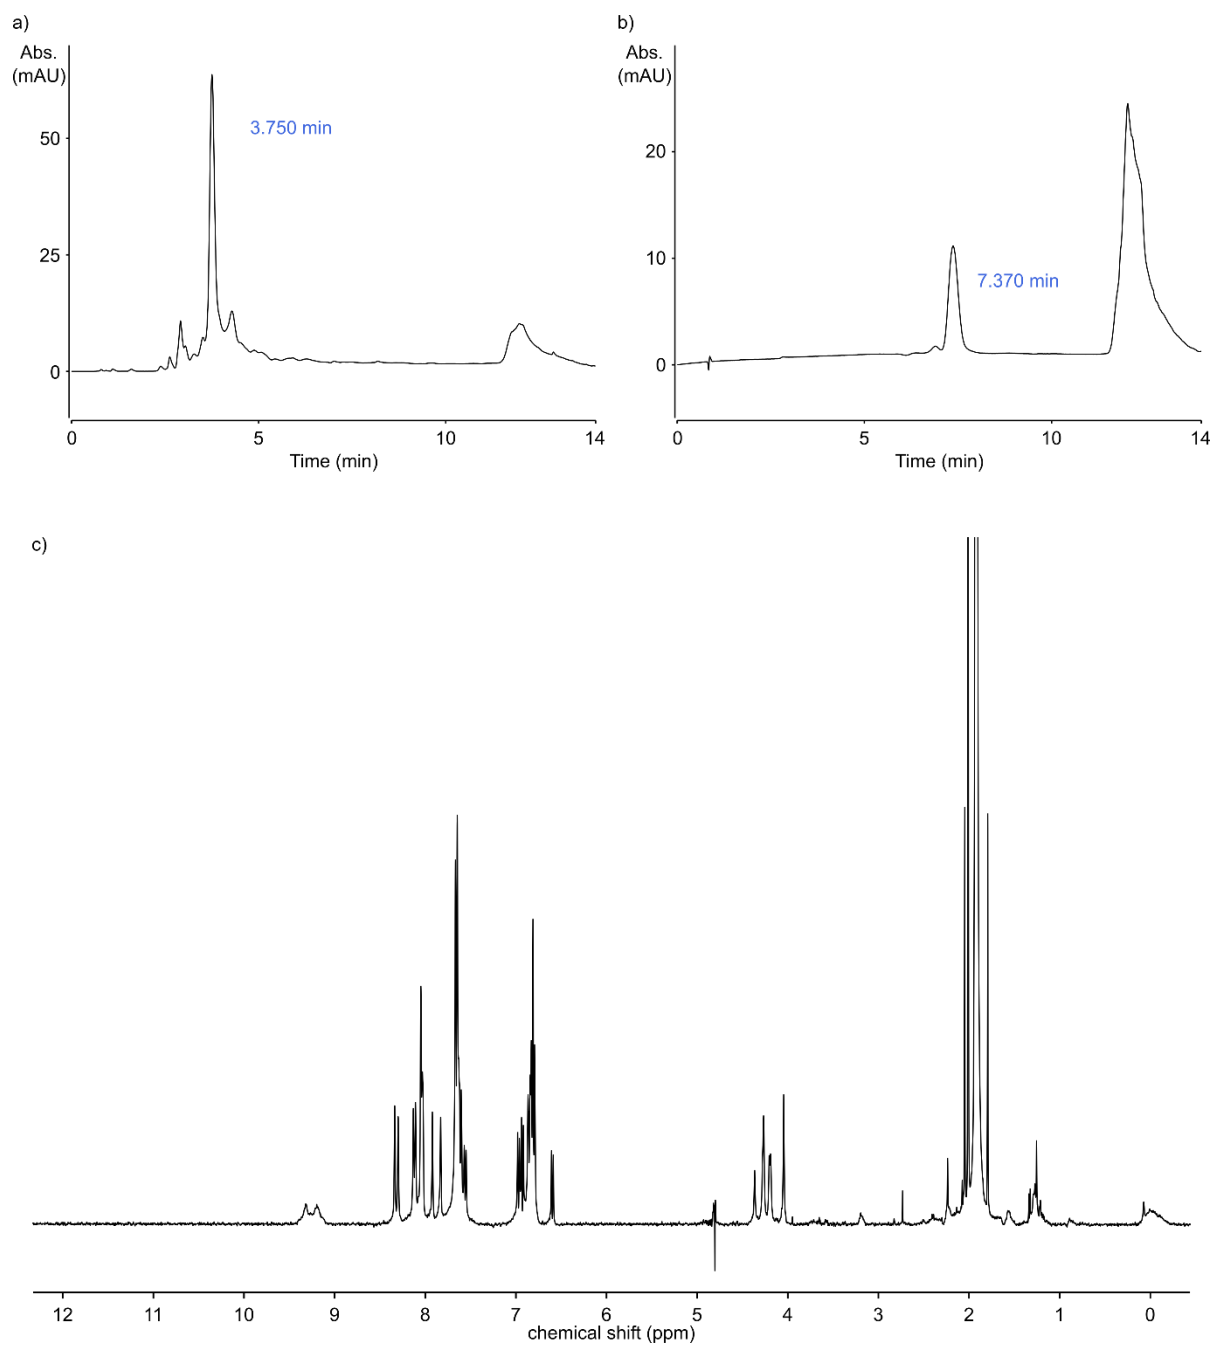 a)
Abs.
(mAU)
50
25
0
3.750 min
0 5 10 14
Time (min)
b)
Abs.
(mAU)
20
10
0
7.370 min
0 5 10 14
Time (min)
c)
12 11 10 9 8 7 6 5 4 3 2 1 0
chemical shift (ppm)